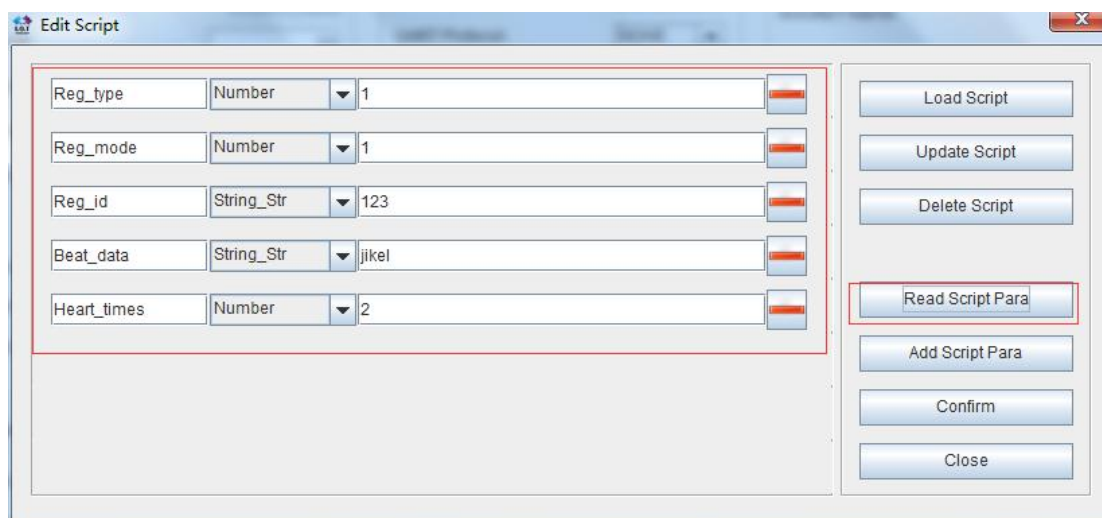 Edit Script
Reg_type Number 1
Load Script
Reg_mode Number 1
Update Script
Reg_id String_Str 123
Delete Script
Beat_data String_Str jikel
Heart_times Number 2
Read Script Para
Add Script Para
Confirm
Close